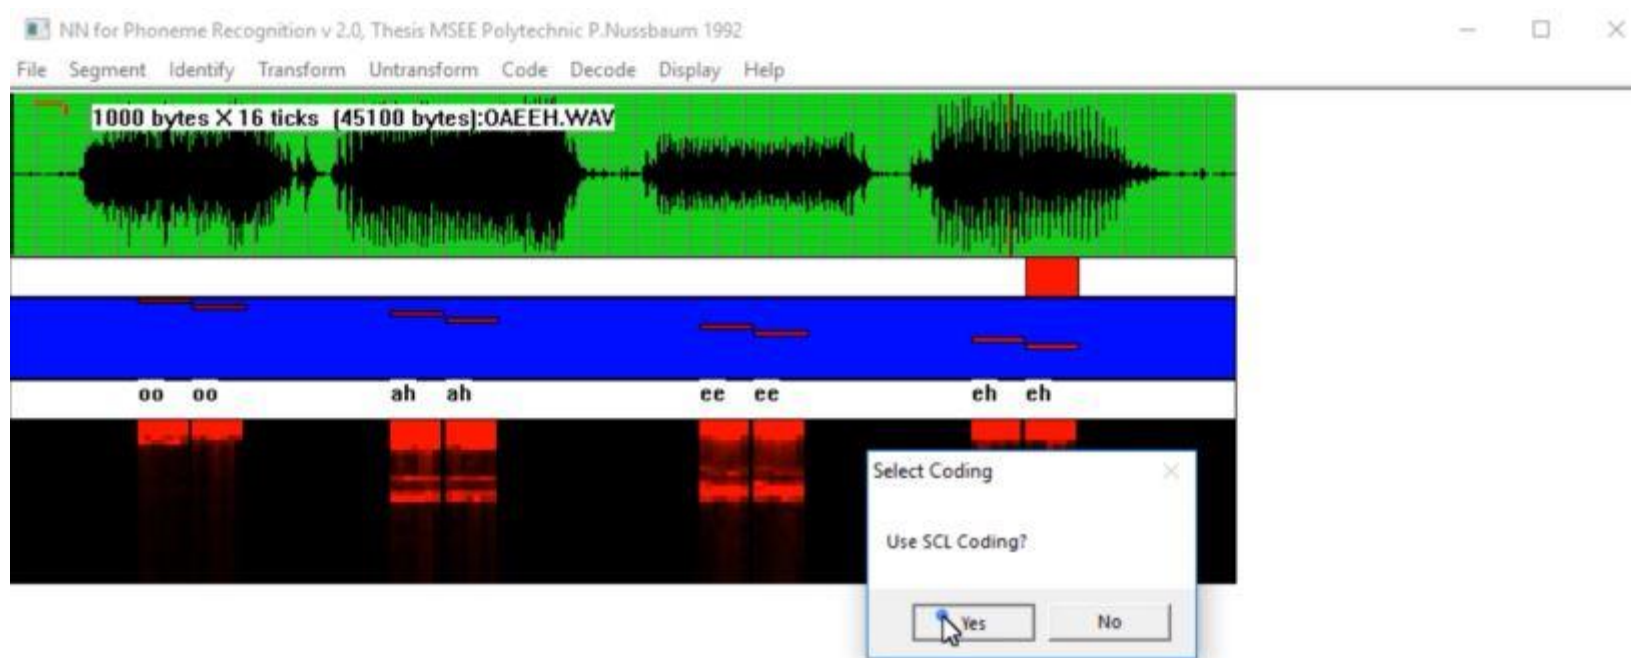 NN for Phoneme Recognition v 2.0, Thesis MSEE Polytechnic P.Nussbaum 1992
File Segment Identify Transform Untransform Code Decode Display Help
1000 bytes X 16 ticks (45100 bytes):OAEEH.WAV
oo oo ah ah ee ee eh eh
Select Coding
Use SCL Coding?
Yes No